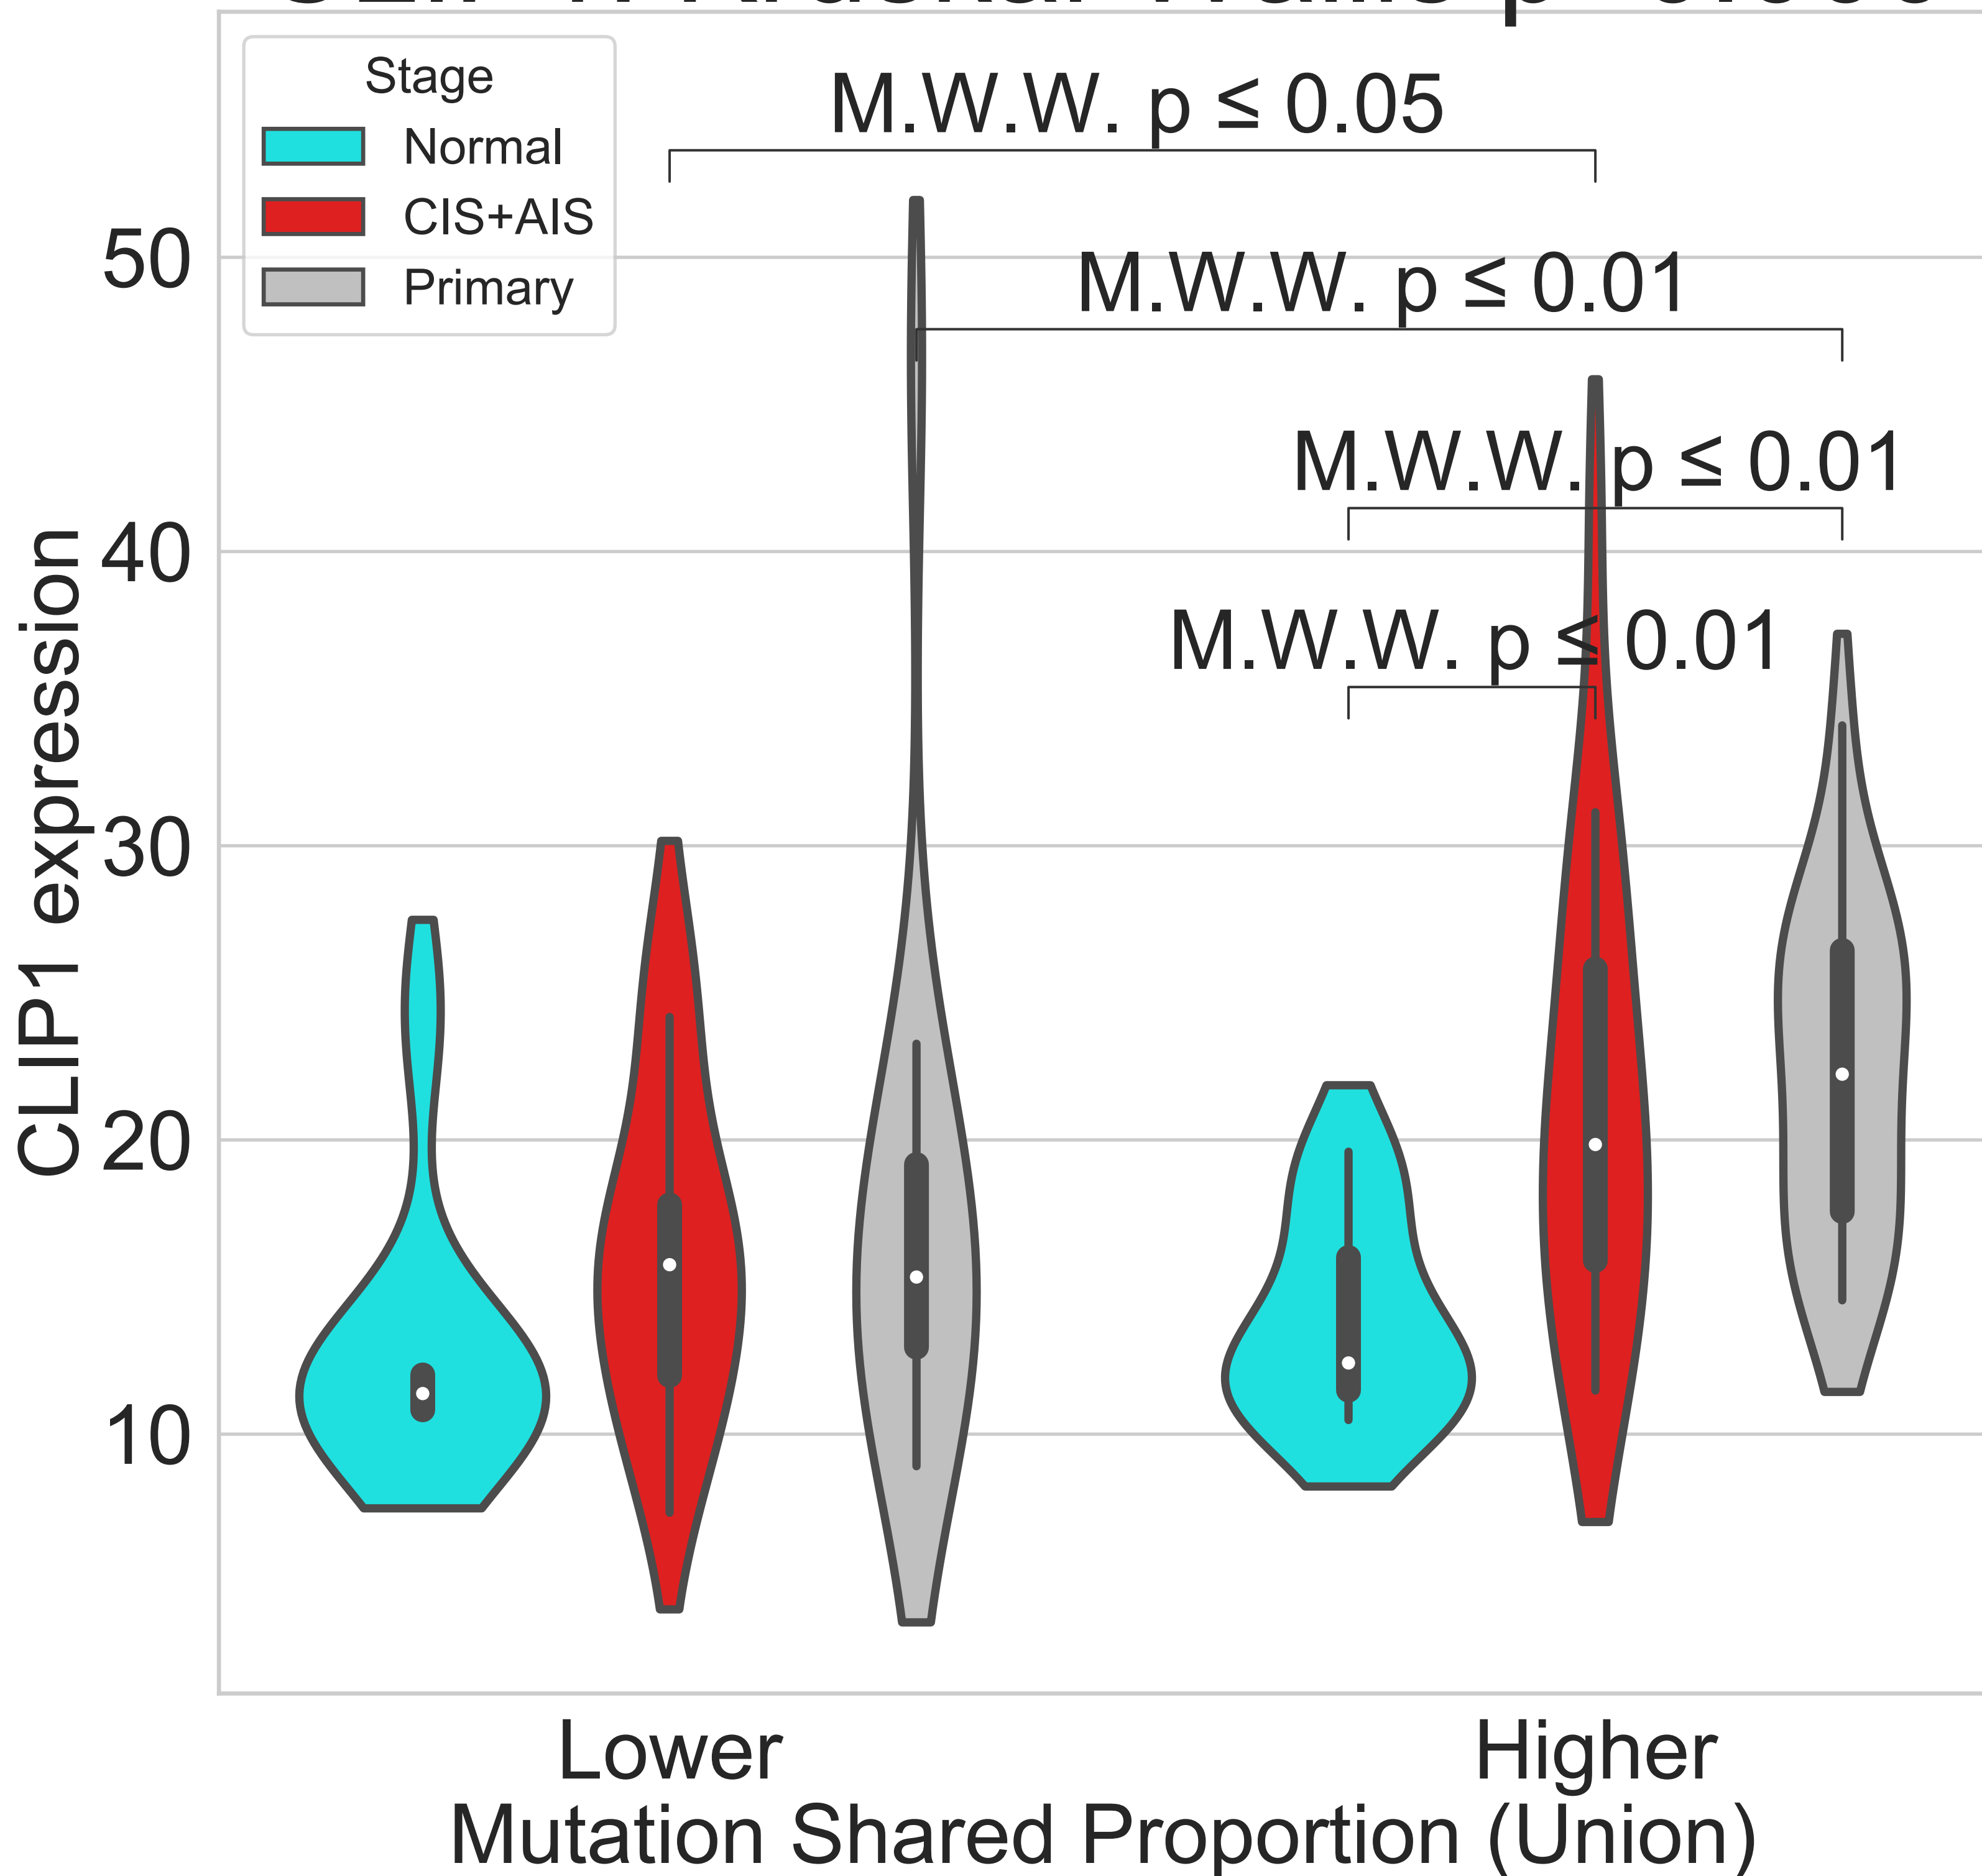 Stage
Normal
CIS+AIS
Primary
M.W.W. p ≤ 0.05
M.W.W. p ≤ 0.01
M.W.W. p ≤ 0.01
M.W.W. p ≤ 0.01
50
40
30
20
10
CLIP1 expression
Lower
Higher
Mutation Shared Proportion (Union)